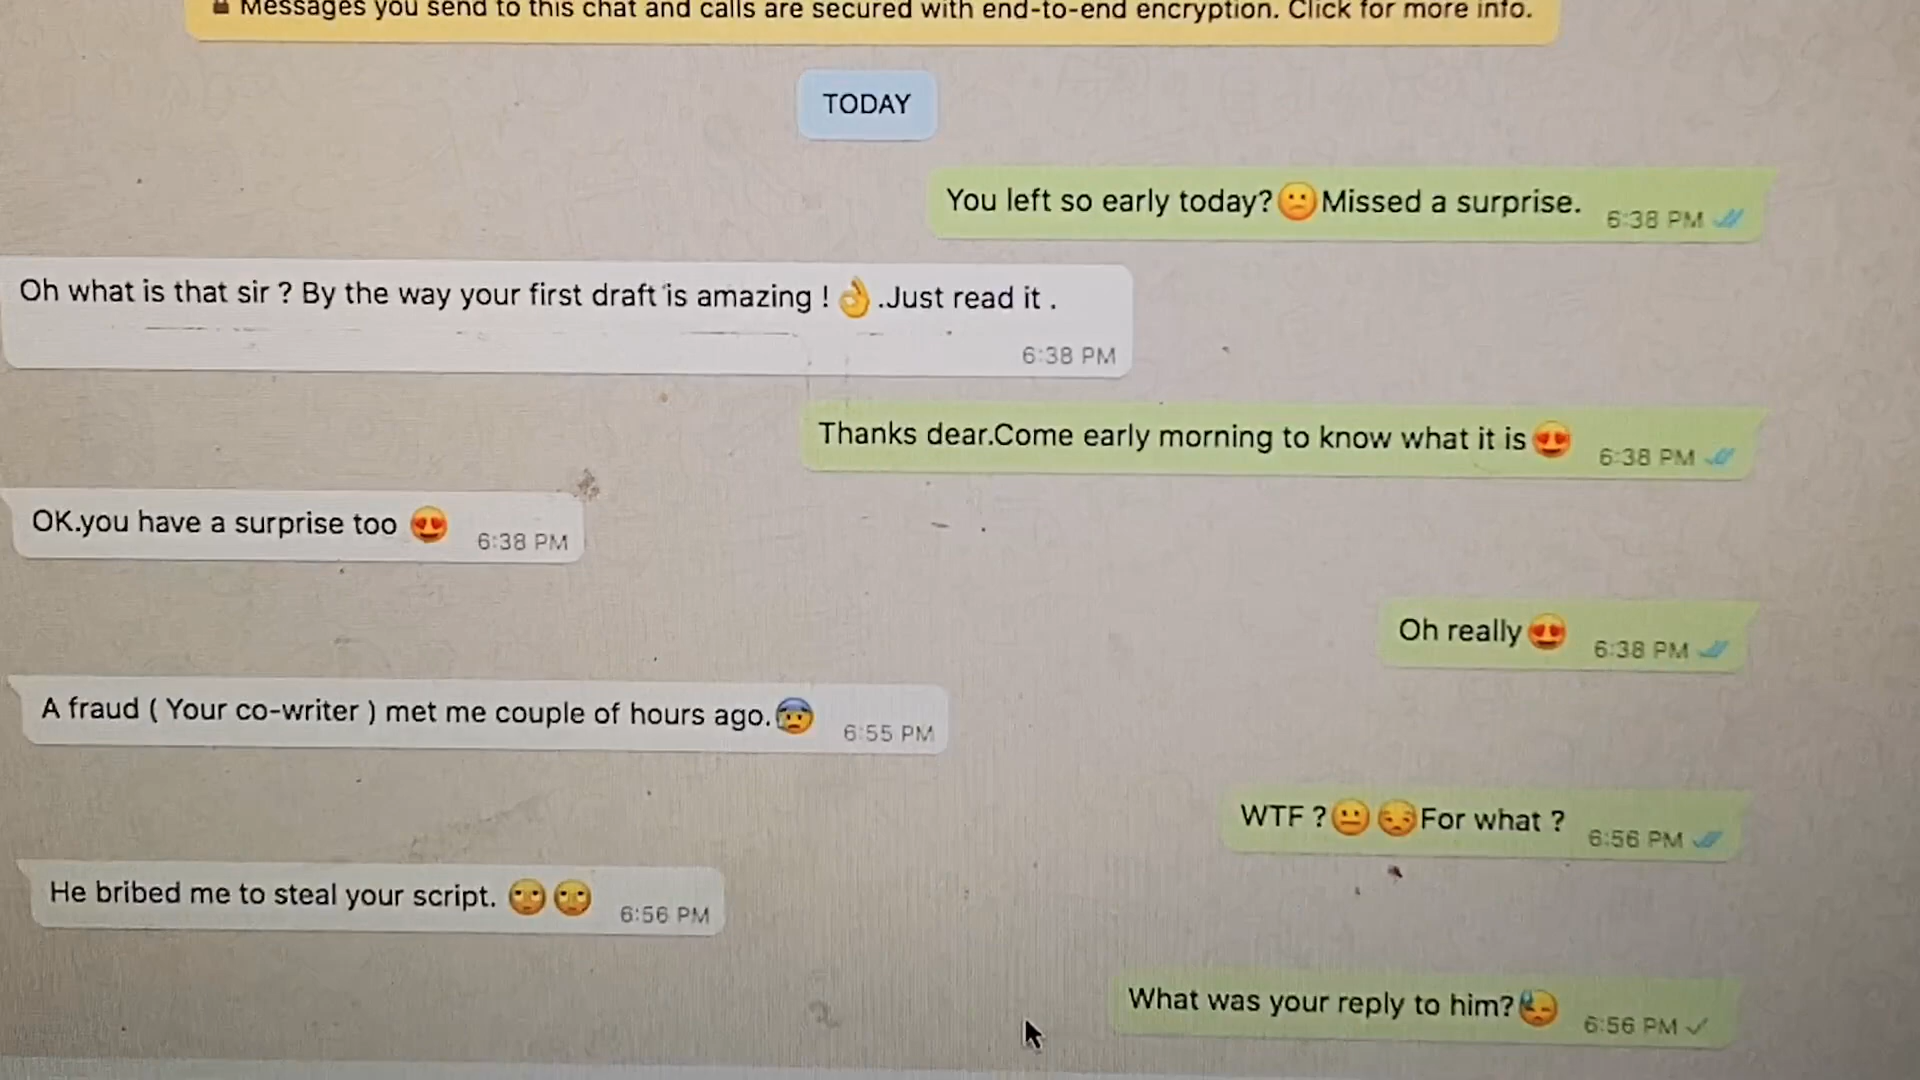 Messages you send to this chat and calls are secured with end-to-end encryption. Click for more info.
TODAY
You left so early today?😕Missed a surprise. 6:38 PM
Oh what is that sir ? By the way your first draft is amazing !👌.Just read it .
6:38 PM
Thanks dear.Come early morning to know what it is😍 6:38 PM
OK.you have a surprise too 😍 6:38 PM
Oh really😍 6:38 PM
A fraud ( Your co-writer ) met me couple of hours ago.😰 6:55 PM
WTF ?😐😒For what ? 6:56 PM
He bribed me to steal your script. 🙄🙄 6:56 PM
What was your reply to him?😓 6:56 PM